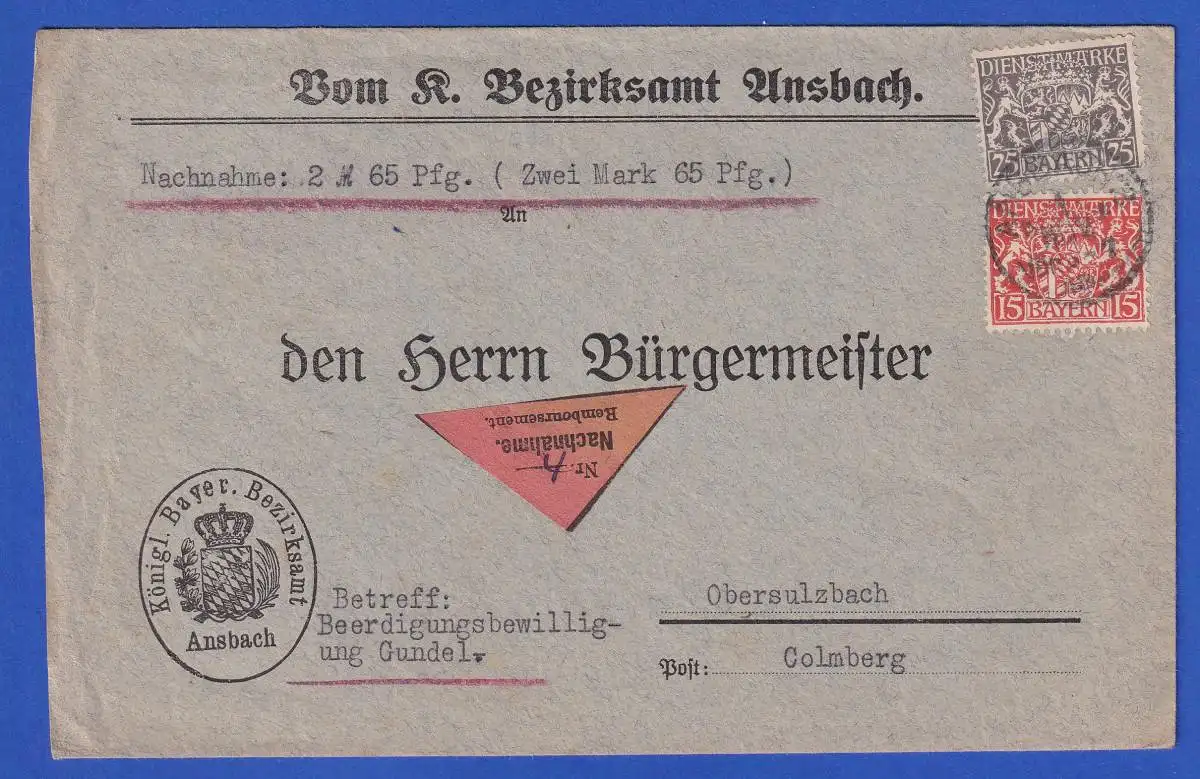 Vom K. Bezirksamt Ansbach.
DIENSTMARKE
25 BAYERN 25
Nachnahme: 2 ℳ 65 Pfg. ( Zwei Mark 65 Pfg.)
An
DIENSTMARKE
15 BAYERN 15
den Herrn Bürgermeister
Nr. 4
Nachnahme.
Remboursement.
Königl. Bayer. Bezirksamt
Ansbach
Betreff:
Beerdigungsbewillig-
ung Gundel.
Obersulzbach
Post: Colmberg